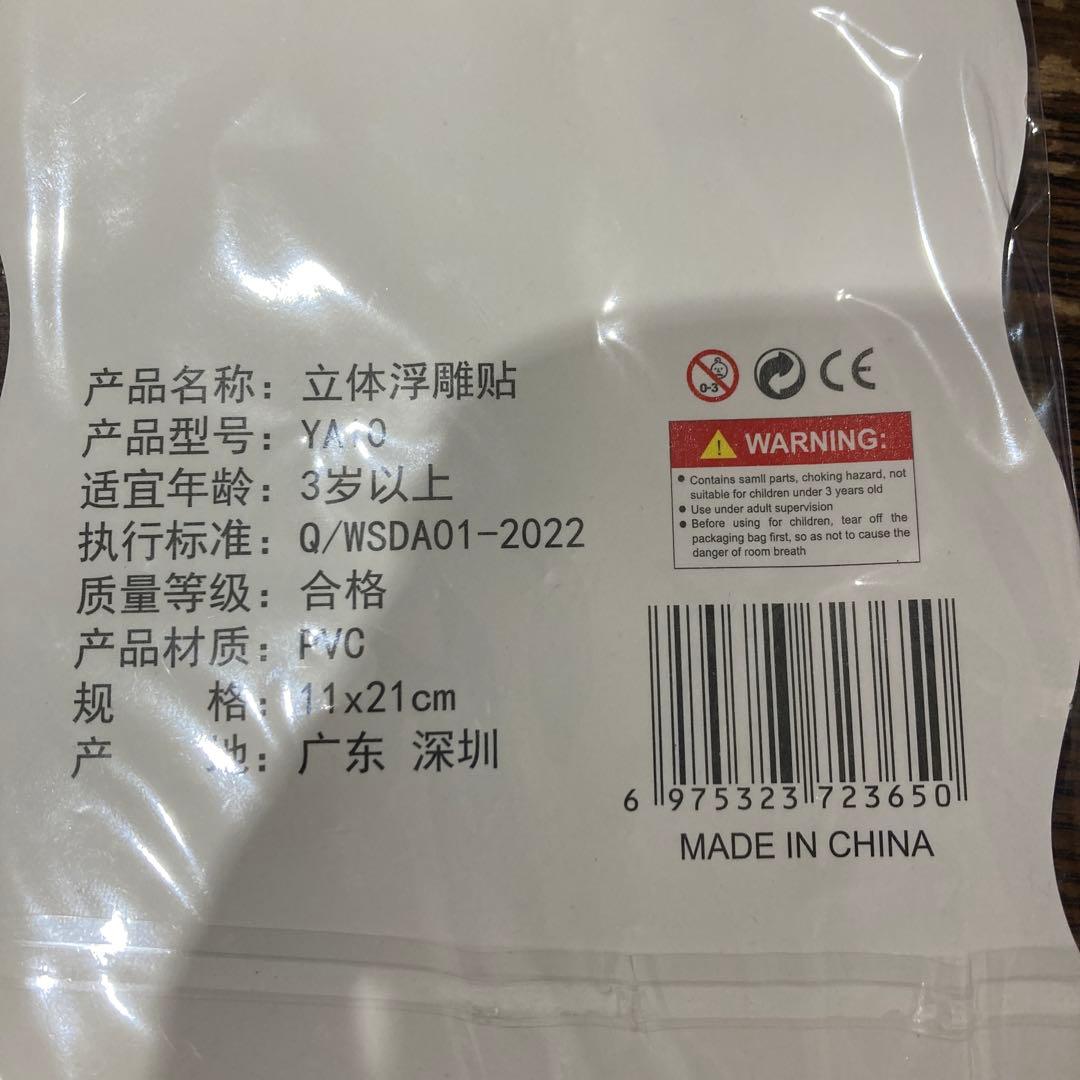 产品名称：立体浮雕贴
产品型号：
适宜年龄：3岁以上
执行标准：Q/WSDA01-2022
质量等级：合格
产品材质：PVC
规 格：11x21cm
产 地：广东 深圳
0-3
CE
WARNING:
Contains samll parts, choking hazard, not
suitable for children under 3 years old
Use under adult supervision
Before using for children, tear off the
packaging bag first, so as not to cause the
danger of room breath
6 975323 723650
MADE IN CHINA